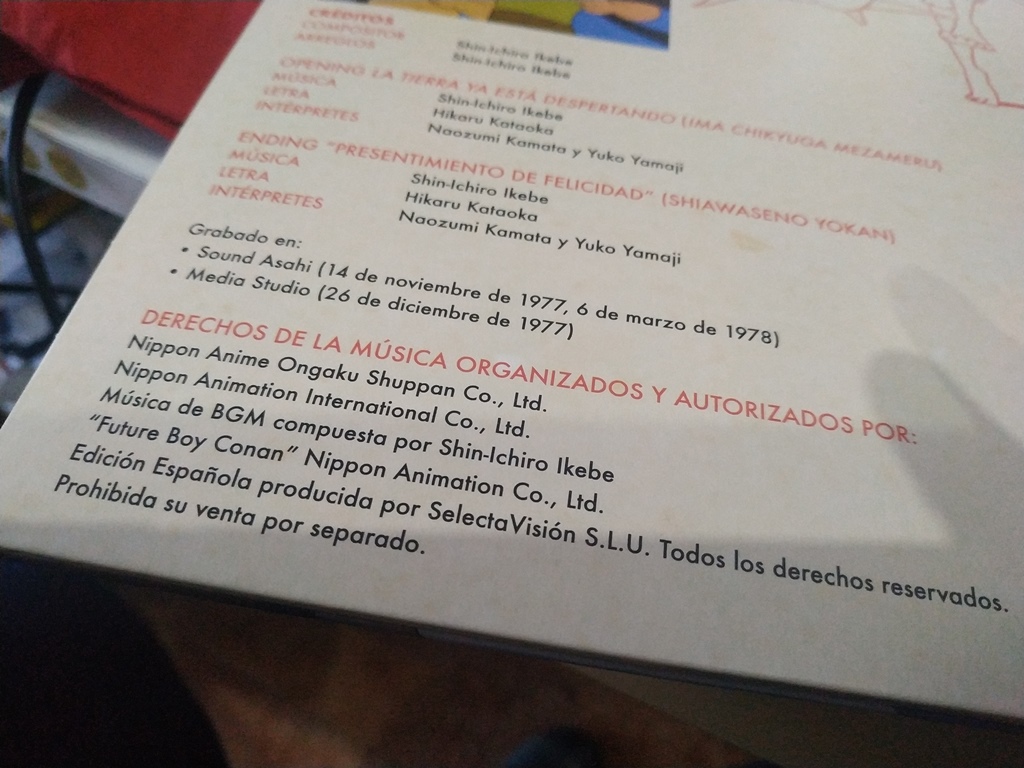 CRÉDITOS
COMPOSITOR Shin-Ichiro Ikebe
ARREGLOS Shin-Ichiro Ikebe
OPENING LA TIERRA YA ESTÁ DESPERTANDO (IMA CHIKYUGA MEZAMERU)
MÚSICA Shin-Ichiro Ikebe
LETRA Hikaru Kataoka
INTÉRPRETES Naozumi Kamata y Yuko Yamaji
ENDING "PRESENTIMIENTO DE FELICIDAD" (SHIAWASENO YOKAN)
MÚSICA Shin-Ichiro Ikebe
LETRA Hikaru Kataoka
INTÉRPRETES Naozumi Kamata y Yuko Yamaji
Grabado en:
• Sound Asahi (14 de noviembre de 1977, 6 de marzo de 1978)
• Media Studio (26 de diciembre de 1977)
DERECHOS DE LA MÚSICA ORGANIZADOS Y AUTORIZADOS POR:
Nippon Anime Ongaku Shuppan Co., Ltd.
Nippon Animation International Co., Ltd.
Música de BGM compuesta por Shin-Ichiro Ikebe
"Future Boy Conan" Nippon Animation Co., Ltd.
Edición Española producida por SelectaVisión S.L.U. Todos los derechos reservados.
Prohibida su venta por separado.